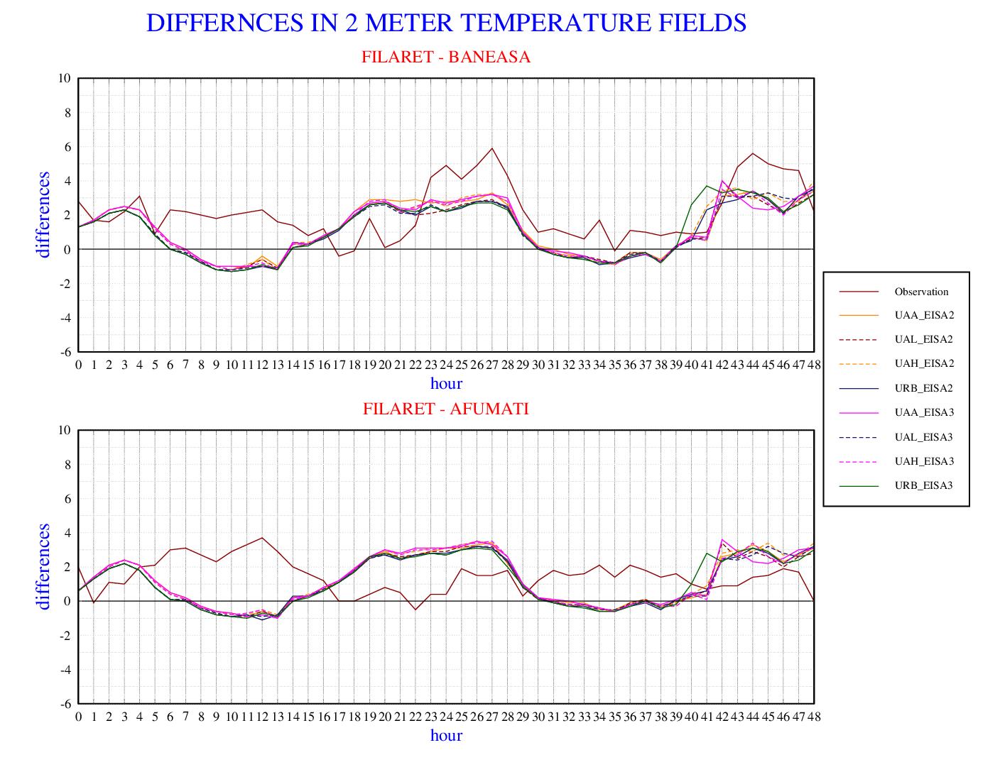 DIFFERNCES IN 2 METER TEMPERATURE FIELDS
FILARET - BANEASA
10
8
6
4
2
0
-2
-4
-6
differences
0 1 2 3 4 5 6 7 8 9 10 11 12 13 14 15 16 17 18 19 20 21 22 23 24 25 26 27 28 29 30 31 32 33 34 35 36 37 38 39 40 41 42 43 44 45 46 47 48
hour
FILARET - AFUMATI
10
8
6
4
2
0
-2
-4
-6
differences
0 1 2 3 4 5 6 7 8 9 10 11 12 13 14 15 16 17 18 19 20 21 22 23 24 25 26 27 28 29 30 31 32 33 34 35 36 37 38 39 40 41 42 43 44 45 46 47 48
hour
Observation
UAA_EISA2
UAL_EISA2
UAH_EISA2
URB_EISA2
UAA_EISA3
UAL_EISA3
UAH_EISA3
URB_EISA3